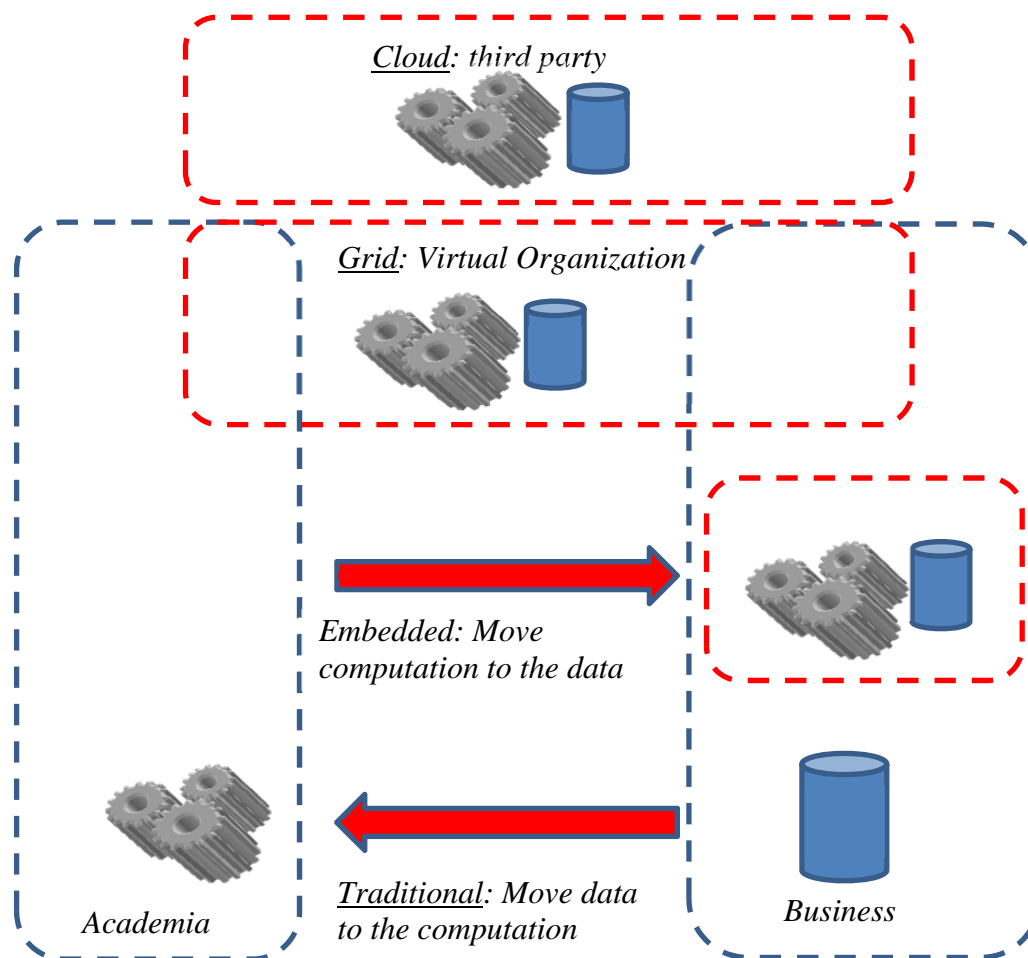 Cloud: third party
Grid: Virtual Organization
Embedded: Move
computation to the data
Traditional: Move data
to the computation
Academia
Business